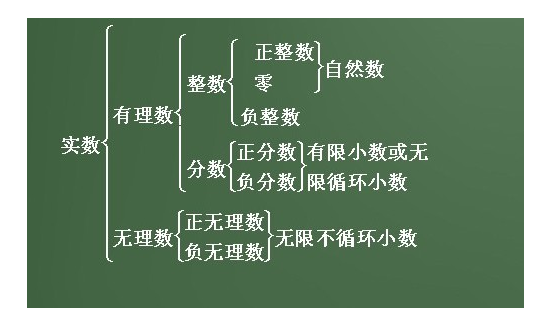 正整数
自然数
整数
零
有理数
负整数
实数
正分数
有限小数或无
分数
负分数
限循环小数
正无理数
无理数
无限不循环小数
负无理数